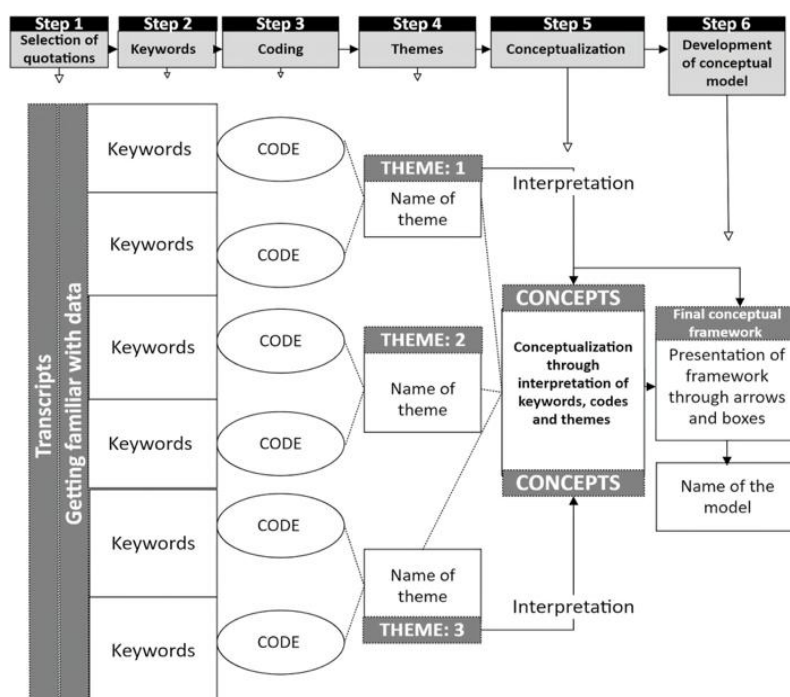 Step 1
Selection of
quotations
Step 2
Keywords
Step 3
Coding
Step 4
Themes
Step 5
Conceptualization
Step 6
Development
of conceptual
model
Transcripts
Getting familiar with data
Keywords
Keywords
Keywords
Keywords
Keywords
Keywords
CODE
CODE
CODE
CODE
CODE
CODE
THEME: 1
Name of
theme
THEME: 2
Name of
theme
Name of
theme
THEME: 3
Interpretation
CONCEPTS
Conceptualization
through
interpretation of
keywords, codes
and themes
CONCEPTS
Interpretation
Final conceptual
framework
Presentation of
framework
through arrows
and boxes
Name of the
model